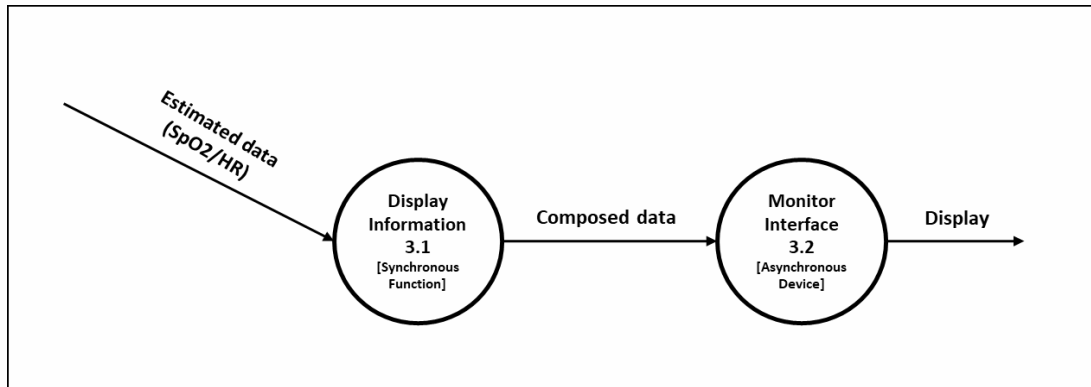 Estimated data
(SpO2/HR)
Display
Information
3.1
[Synchronous
Function]
Composed data
Monitor
Interface
3.2
[Asynchronous
Device]
Display